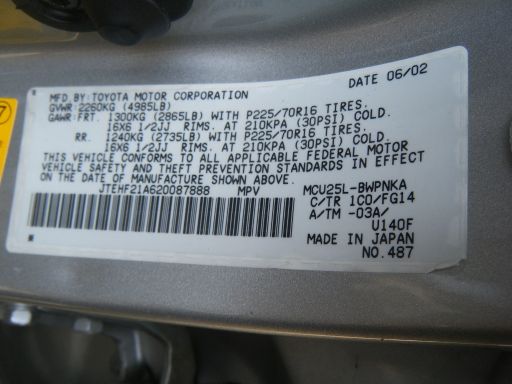 MFD.BY:TOYOTA MOTOR CORPORATION
DATE 06/02
GVWR:2260KG (4985LB)
GAWR:FRT. 1300KG (2865LB) WITH P225/70R16 TIRES.
16X6 1/2JJ RIMS. AT 210KPA (30PSI) COLD.
RR. 1240KG (2735LB) WITH P225/70R16 TIRES.
16X6 1/2JJ RIMS. AT 210KPA (30PSI) COLD.
THIS VEHICLE CONFORMS TO ALL APPLICABLE FEDERAL MOTOR
VEHICLE SAFETY AND THEFT PREVENTION STANDARDS IN EFFECT
ON THE DATE OF MANUFACTURE SHOWN ABOVE.
JTEHF21A620087888 MPV
MCU25L-BWPNKA
C/TR 1C0/FG14
A/TM -03A/
U140F
MADE IN JAPAN
NO.487